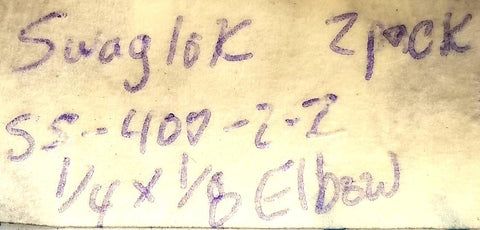 Swaglok 2pack
SS-400-2-2
1/4 x 1/8 Elbow